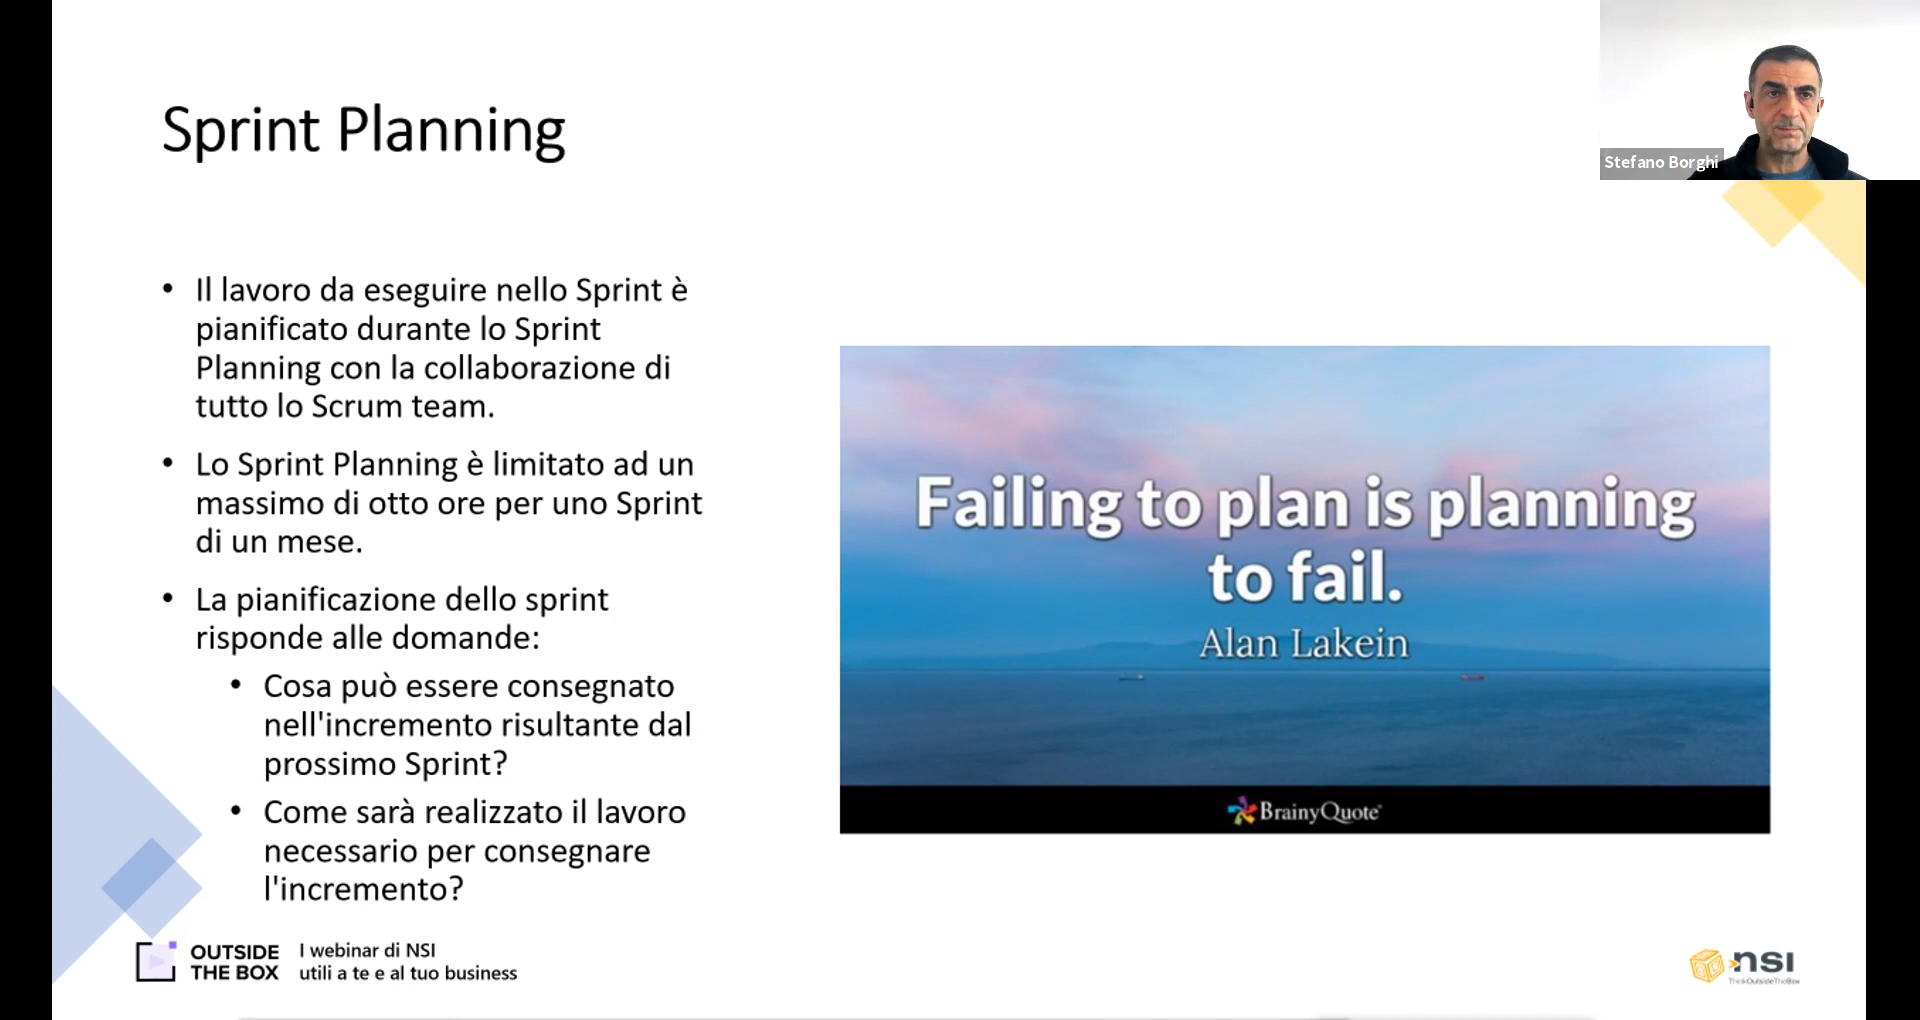 Sprint Planning
Stefano Borghi
• Il lavoro da eseguire nello Sprint è
pianificato durante lo Sprint
Planning con la collaborazione di
tutto lo Scrum team.
• Lo Sprint Planning è limitato ad un
massimo di otto ore per uno Sprint
di un mese.
• La pianificazione dello sprint
risponde alle domande:
• Cosa può essere consegnato
nell'incremento risultante dal
prossimo Sprint?
• Come sarà realizzato il lavoro
necessario per consegnare
l'incremento?
Failing to plan is planning
to fail.
Alan Lakein
BrainyQuote
OUTSIDE
THE BOX
I webinar di NSI
utili a te e al tuo business
nsi
ThinkOutsideTheBox